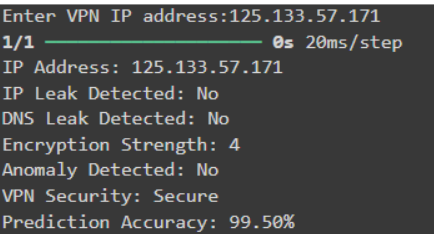 Enter VPN IP address:125.133.57.171
1/1 ━━━━━━━━━━━━━━━━━━━━ 0s 20ms/step
IP Address: 125.133.57.171
IP Leak Detected: No
DNS Leak Detected: No
Encryption Strength: 4
Anomaly Detected: No
VPN Security: Secure
Prediction Accuracy: 99.50%